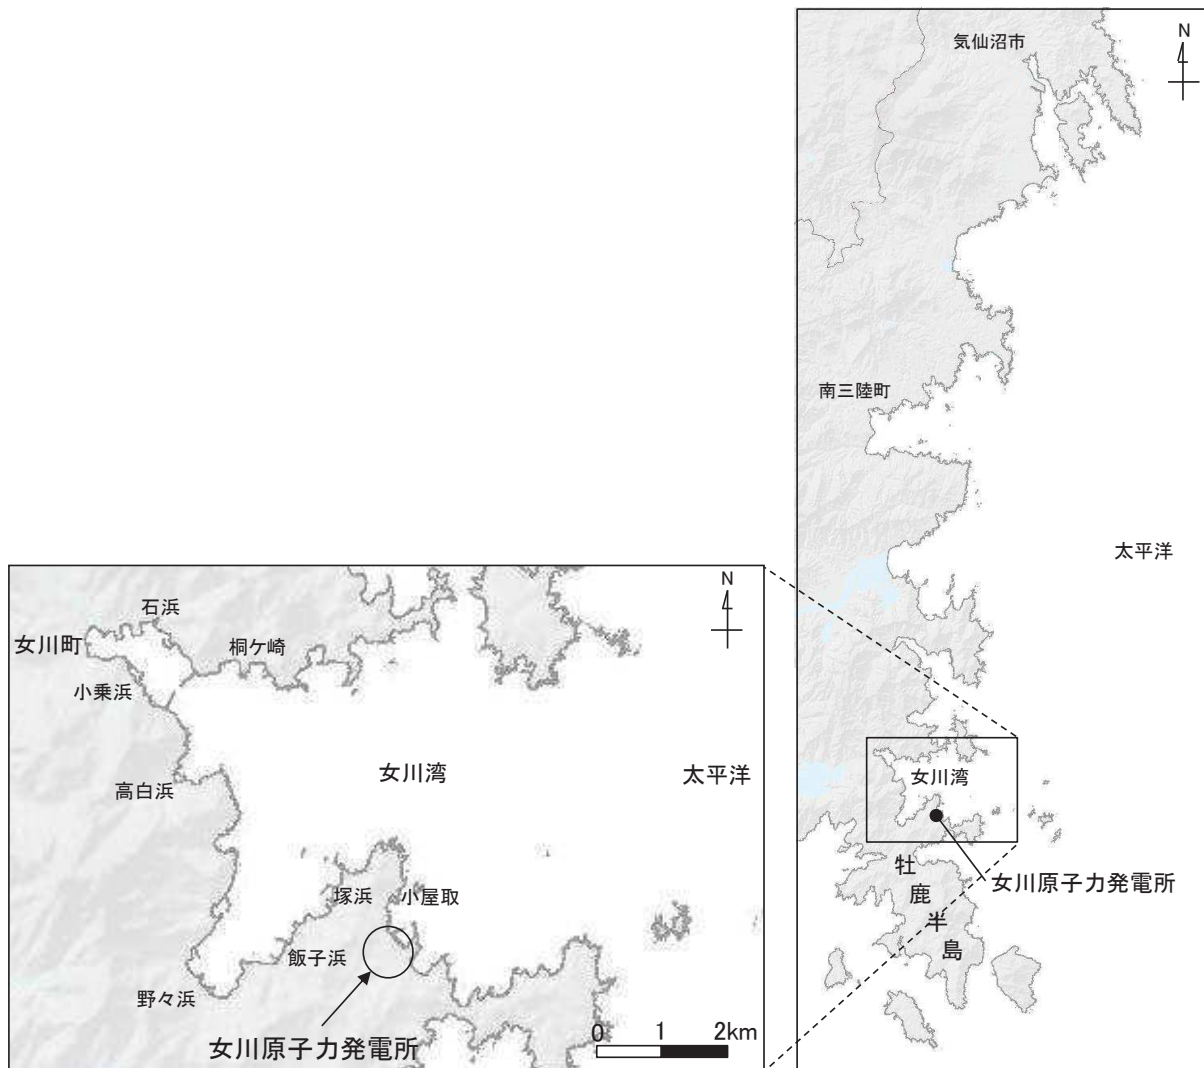 気仙沼市
N
南三陸町
太平洋
女川湾
女川原子力発電所
牡鹿半島
N
石浜
女川町
桐ケ崎
小乗浜
女川湾
太平洋
高白浜
塚浜
小屋取
飯子浜
野々浜
女川原子力発電所
0 1 2km